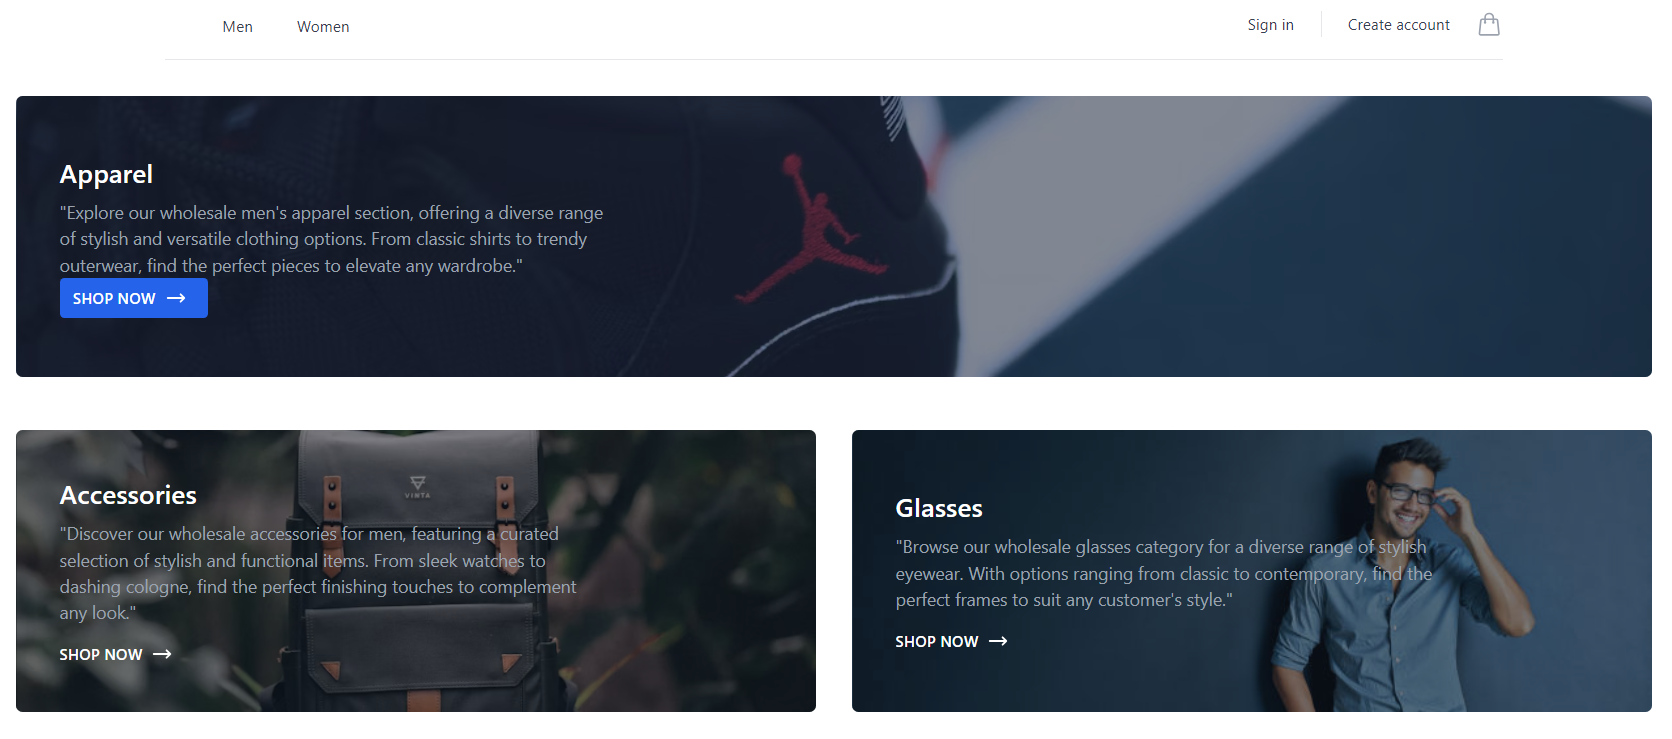 Men
Women
Sign in
Create account
Apparel
"Explore our wholesale men's apparel section, offering a diverse range
of stylish and versatile clothing options. From classic shirts to trendy
outerwear, find the perfect pieces to elevate any wardrobe."
SHOP NOW
VINTA
Accessories
"Discover our wholesale accessories for men, featuring a curated
selection of stylish and functional items. From sleek watches to
dashing cologne, find the perfect finishing touches to complement
any look."
SHOP NOW
Glasses
"Browse our wholesale glasses category for a diverse range of stylish
eyewear. With options ranging from classic to contemporary, find the
perfect frames to suit any customer's style."
SHOP NOW